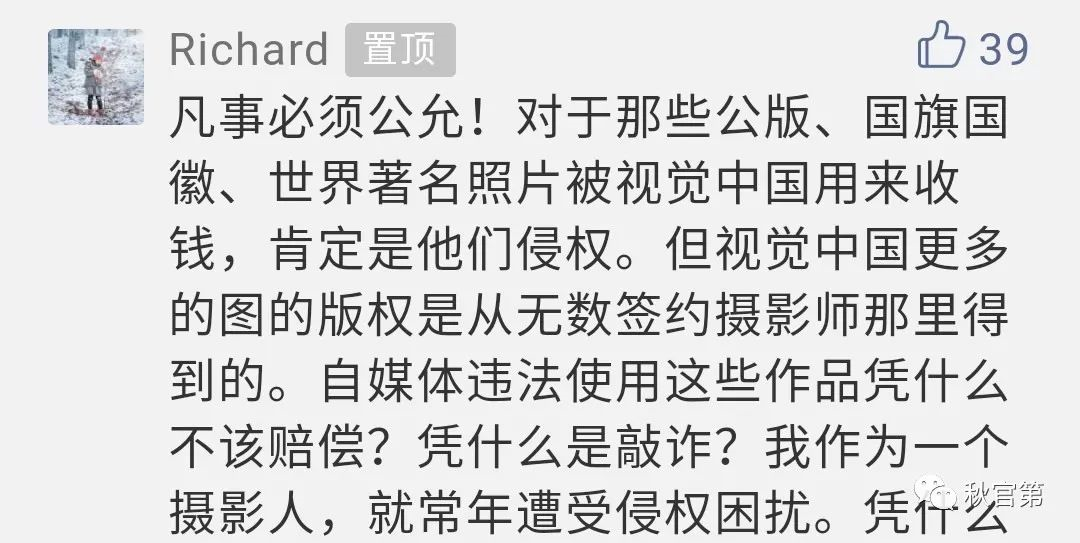 Richard 置顶 39
凡事必须公允！对于那些公版、国旗国
徽、世界著名照片被视觉中国用来收
钱，肯定是他们侵权。但视觉中国更多
的图的版权是从无数签约摄影师那里得
到的。自媒体违法使用这些作品凭什么
不该赔偿？凭什么是敲诈？我作为一个
摄影人，就常年遭受侵权困扰。凭什么
秋官第